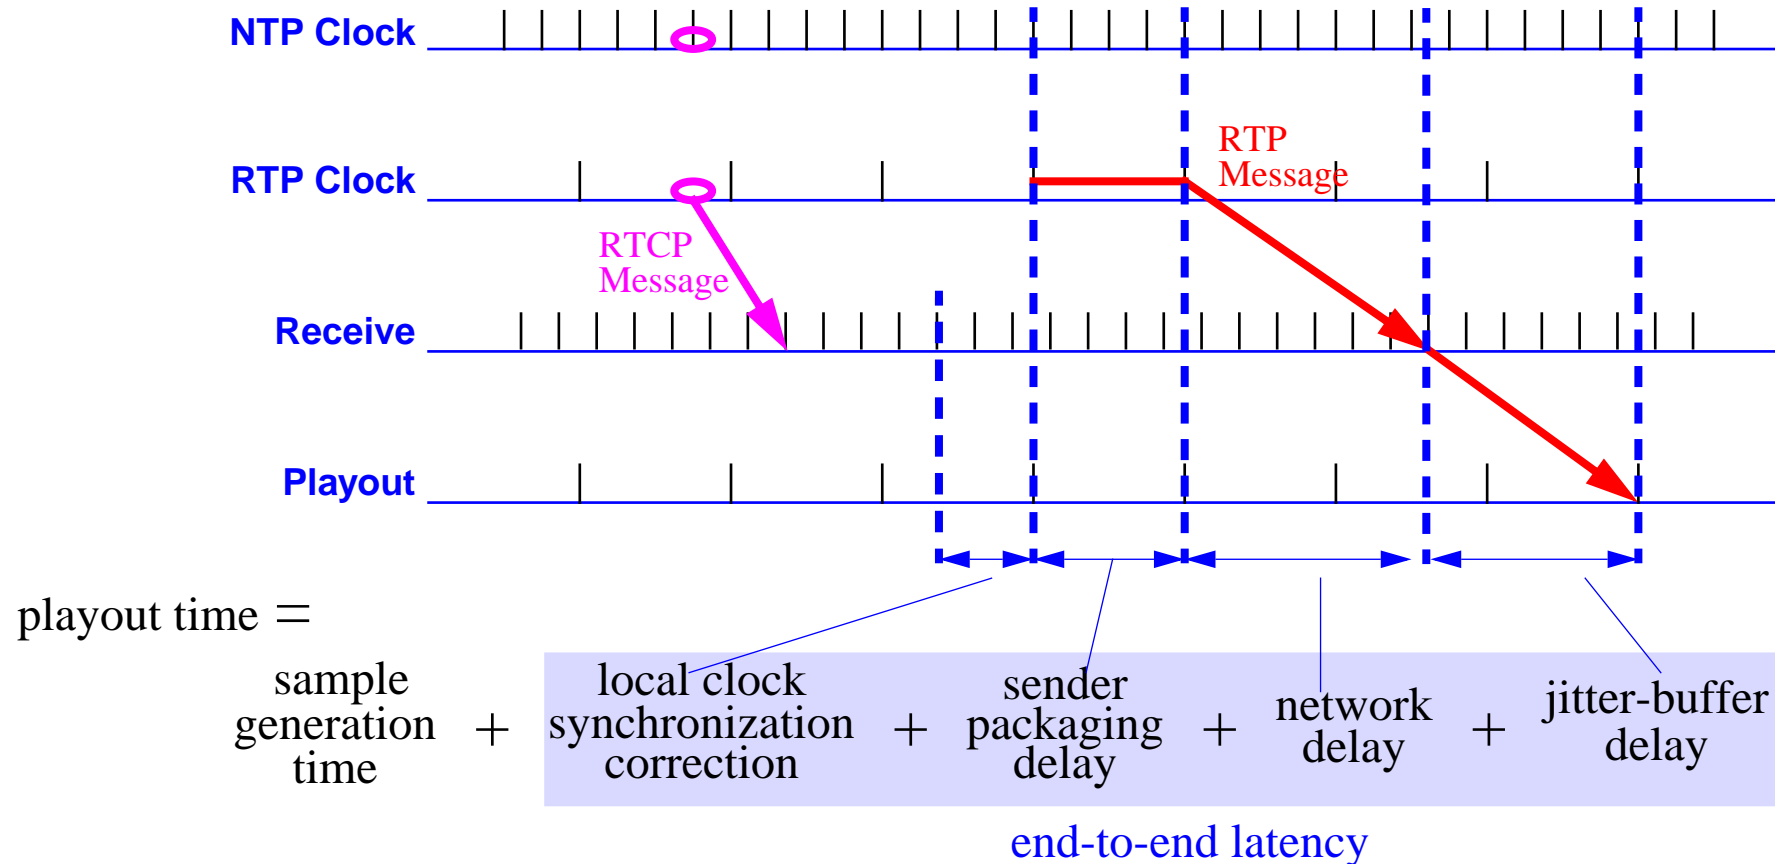 NTP Clock
RTP Clock
RTP
Message
RTCP
Message
Receive
Playout
playout time =
sample
generation
time
+
local clock
synchronization
correction
+
sender
packaging
delay
+
network
delay
+
jitter-buffer
delay
end-to-end latency